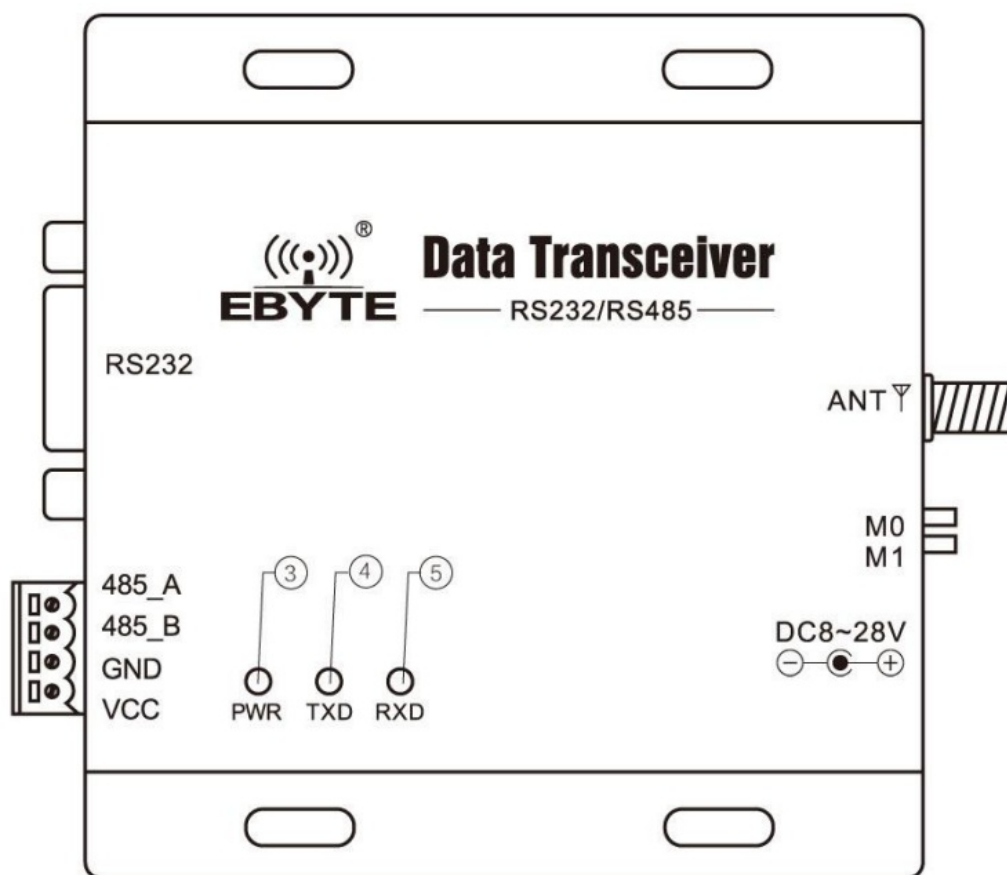 ®
EBYTE
Data Transceiver
RS232/RS485
RS232
ANT
M0
M1
485_A
485_B
GND
VCC
③ ④ ⑤
PWR TXD RXD
DC8~28V